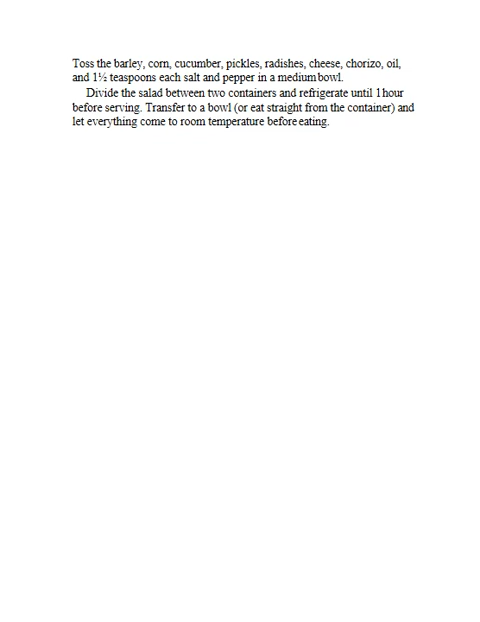 Toss the barley, corn, cucumber, pickles, radishes, cheese, chorizo, oil,
and 1½ teaspoons each salt and pepper in a medium bowl.
Divide the salad between two containers and refrigerate until 1 hour
before serving. Transfer to a bowl (or eat straight from the container) and
let everything come to room temperature before eating.